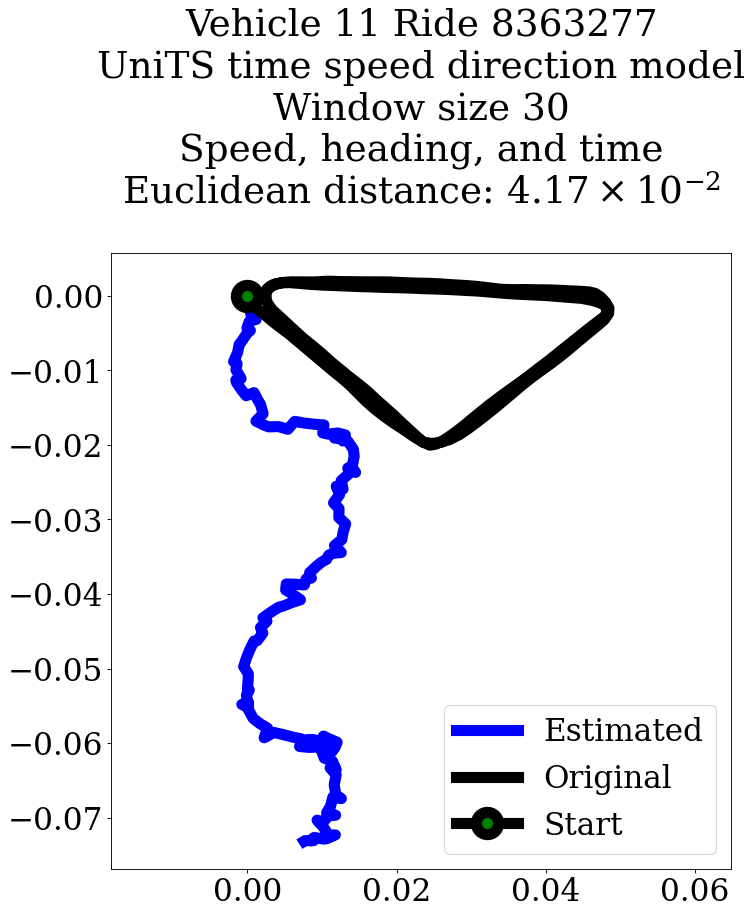 Vehicle 11 Ride 8363277
UniTS time speed direction model
Window size 30
Speed, heading, and time
Euclidean distance: 4.17 × 10⁻²
0.00
−0.01
−0.02
−0.03
−0.04
−0.05
−0.06
−0.07
Estimated
Original
Start
0.00 0.02 0.04 0.06